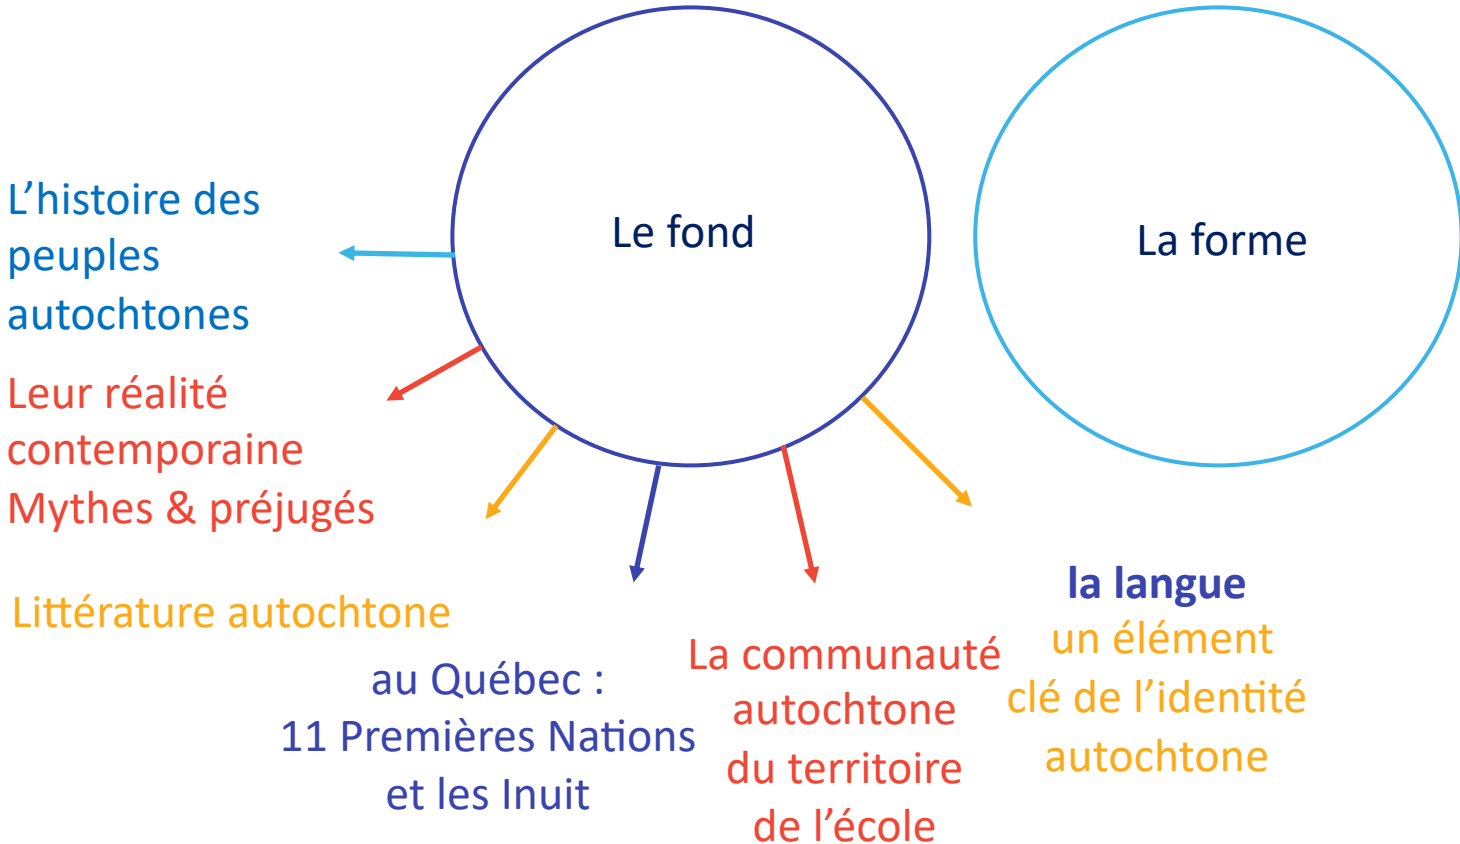 Le fond
La forme
L’histoire des
peuples
autochtones
Leur réalité
contemporaine
Mythes & préjugés
Littérature autochtone
au Québec :
11 Premières Nations
et les Inuit
La communauté
autochtone
du territoire
de l’école
la langue
un élément
clé de l’identité
autochtone